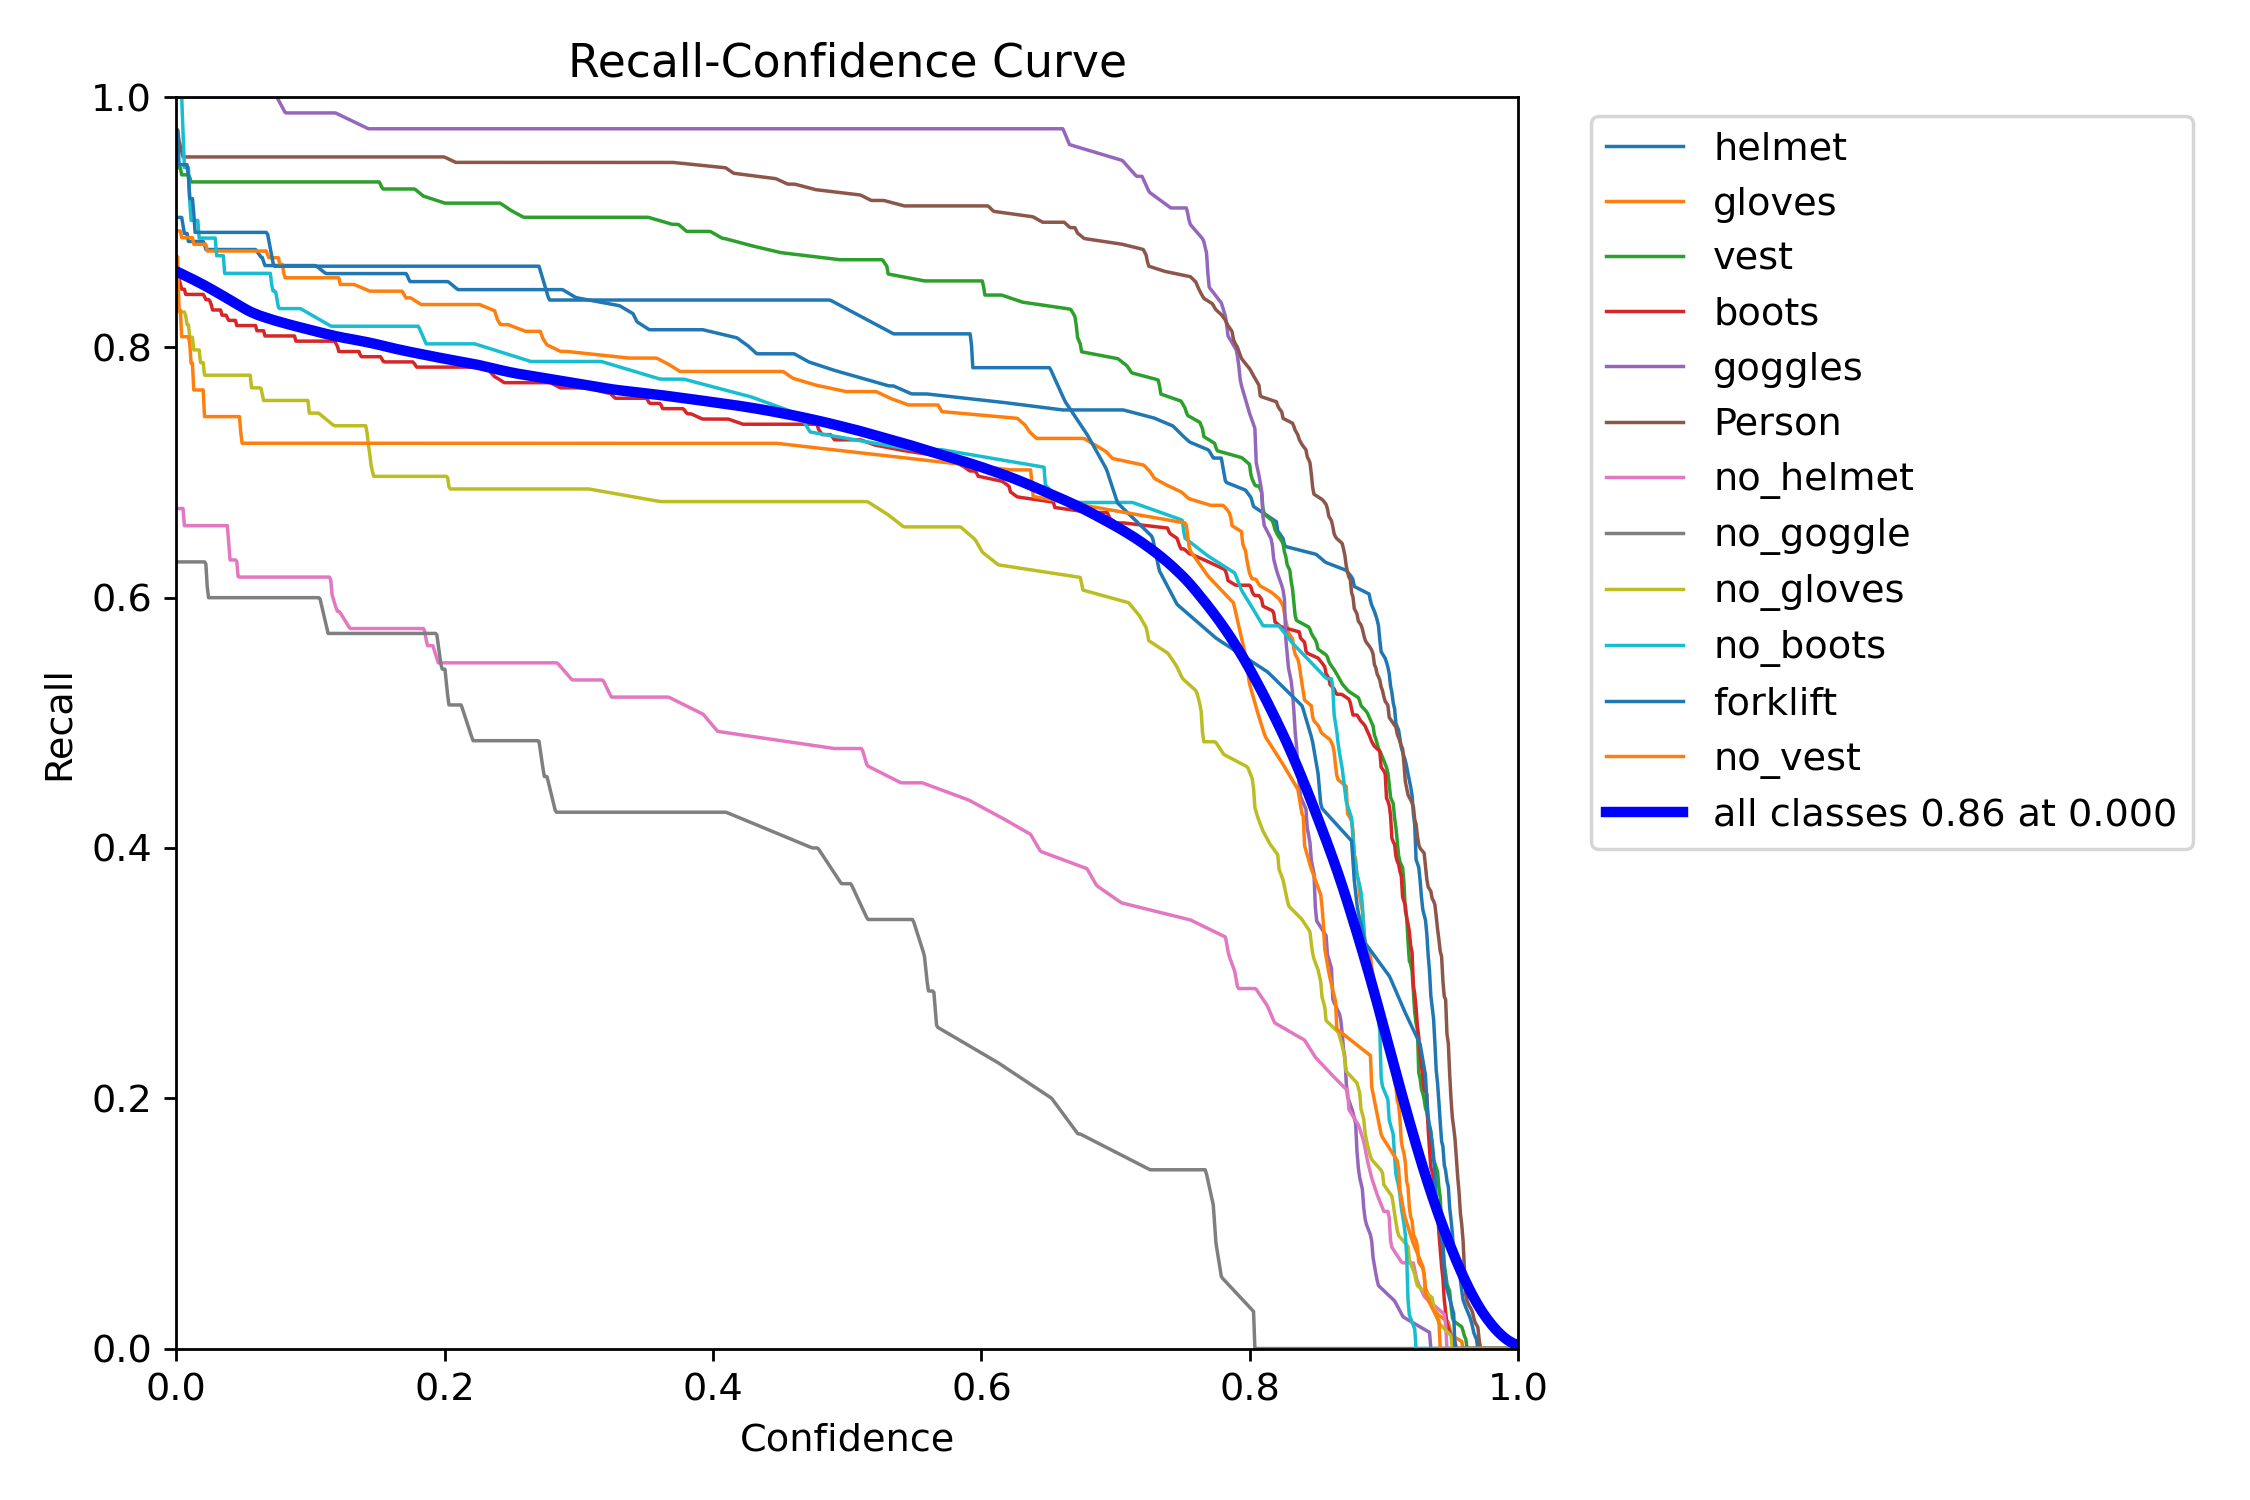 Recall-Confidence Curve
1.0
0.8
0.6
0.4
0.2
0.0
Recall
0.0 0.2 0.4 0.6 0.8 1.0
Confidence
helmet
gloves
vest
boots
goggles
Person
no_helmet
no_goggle
no_gloves
no_boots
forklift
no_vest
all classes 0.86 at 0.000